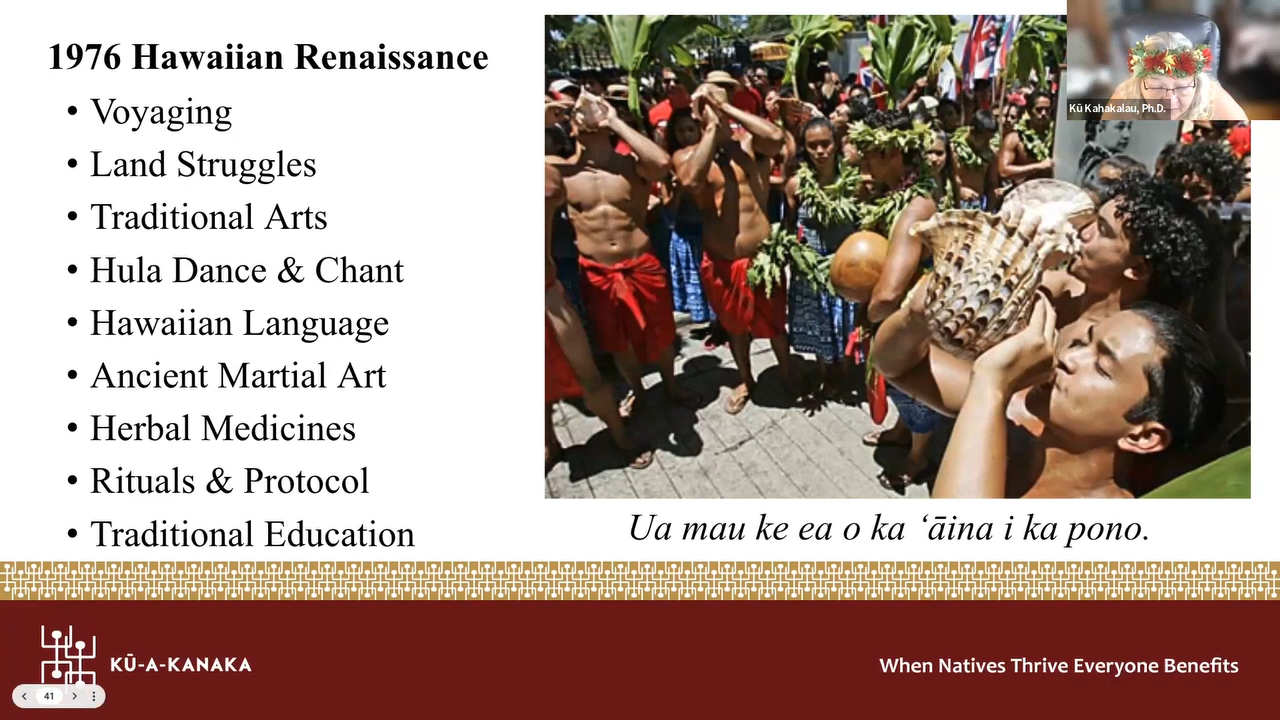 1976 Hawaiian Renaissance
• Voyaging
• Land Struggles
• Traditional Arts
• Hula Dance & Chant
• Hawaiian Language
• Ancient Martial Art
• Herbal Medicines
• Rituals & Protocol
• Traditional Education
Kū Kahakalau, Ph.D.
Ua mau ke ea o ka ʻāina i ka pono.
KŪ-A-KANAKA
When Natives Thrive Everyone Benefits
41